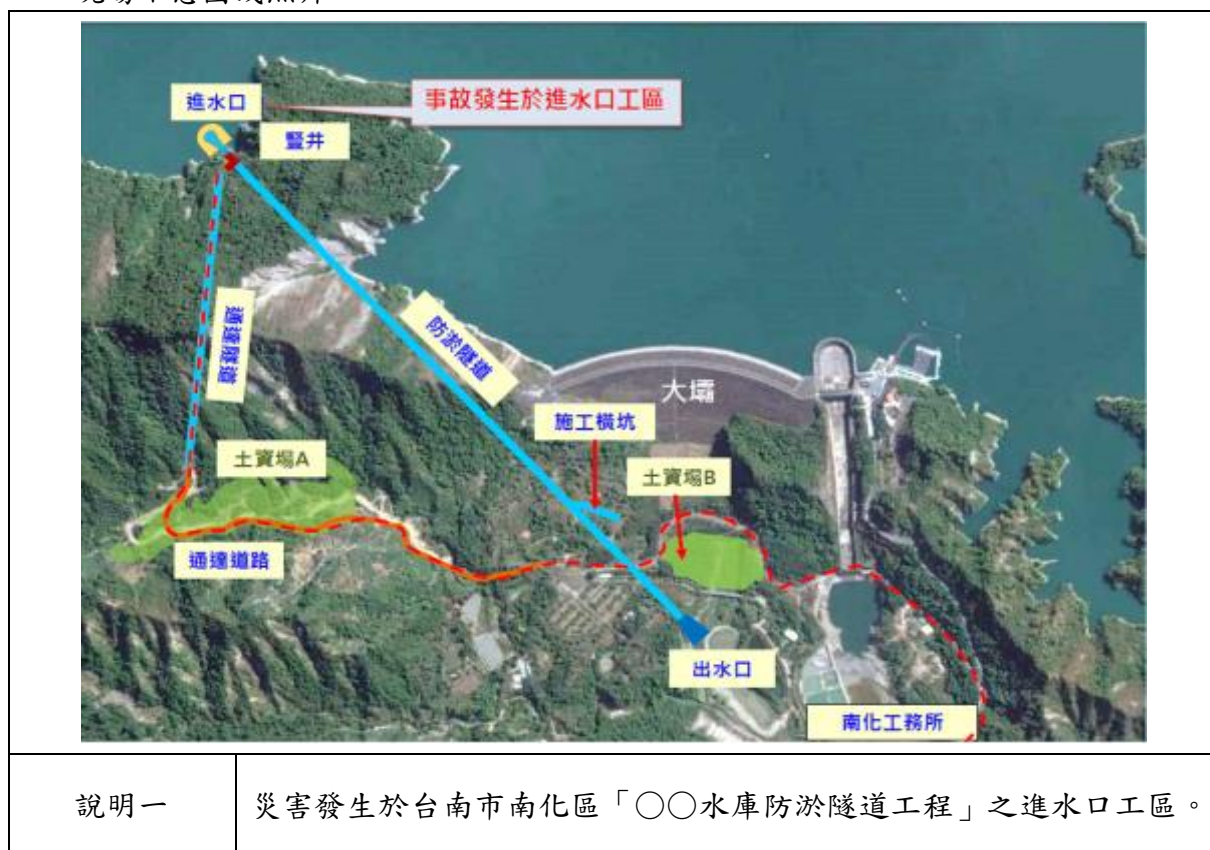 進水口
事故發生於進水口工區
豎井
通達隧道
防淤隧道
大壩
施工橫坑
土資場A
土資場B
通達道路
出水口
南化工務所
說明一
災害發生於台南市南化區「○○水庫防淤隧道工程」之進水口工區。